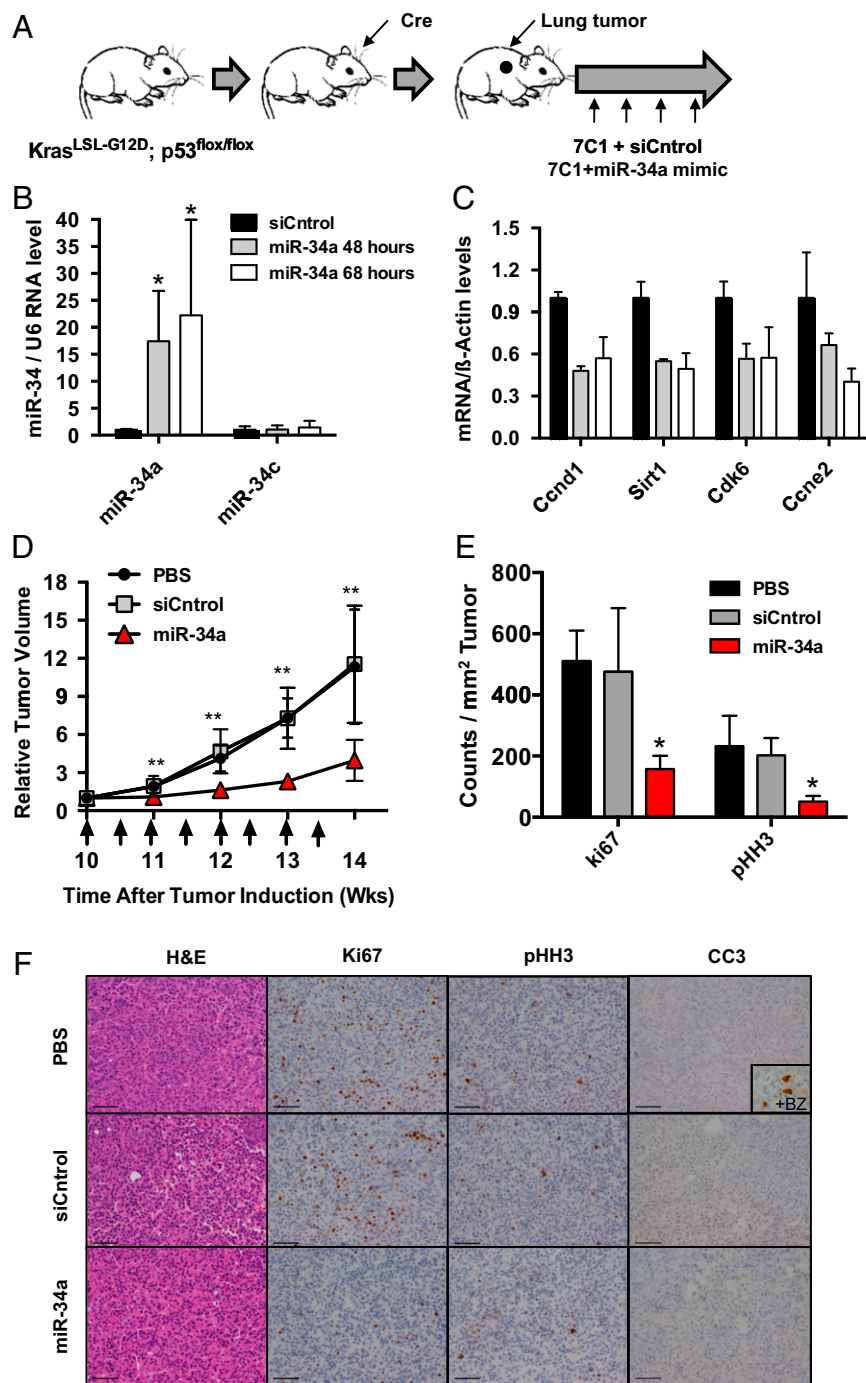 A
Cre
Lung tumor
Kras^LSL-G12D; p53^flox/flox
7C1 + siCntrol
7C1+miR-34a mimic
B
miR-34 / U6 RNA level
40
35
30
25
20
15
10
5
0
*
*
siCntrol
miR-34a 48 hours
miR-34a 68 hours
miR-34a
miR-34c
C
mRNA/ß-Actin levels
1.5
1.2
0.9
0.6
0.3
0.0
Ccnd1
Sirt1
Cdk6
Ccne2
D
Relative Tumor Volume
18
15
12
9
6
3
0
PBS
siCntrol
miR-34a
**
**
**
**
10
11
12
13
14
Time After Tumor Induction (Wks)
E
Counts / mm² Tumor
800
600
400
200
0
PBS
siCntrol
miR-34a
*
*
ki67
pHH3
F
H&E
Ki67
pHH3
CC3
PBS
+BZ
siCntrol
miR-34a